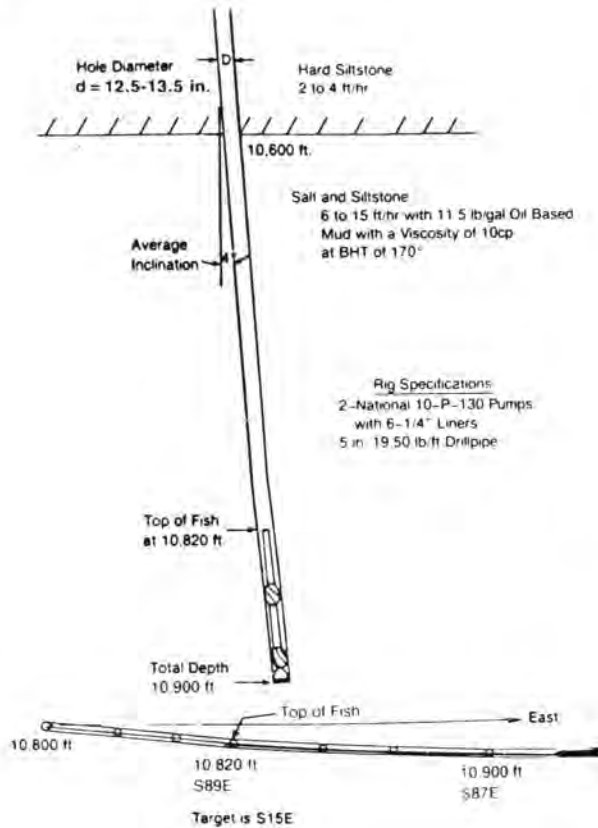 Hole Diameter
d = 12.5-13.5 in.
D
Hard Siltstone
2 to 4 ft/hr
10,600 ft.
Salt and Siltstone
6 to 15 ft/hr with 11 5 lb/gal Oil Based
Mud with a Viscosity of 10cp
at BHT of 170°
Average
Inclination
Rig Specifications
2-National 10-P-130 Pumps
with 6-1/4" Liners
5 in 19.50 lb/ft Drillpipe
Top of Fish
at 10,820 ft
Total Depth
10,900 ft
Top of Fish
East
10,800 ft
10 820 ft
S89E
10 900 ft
S87E
Target is S15E